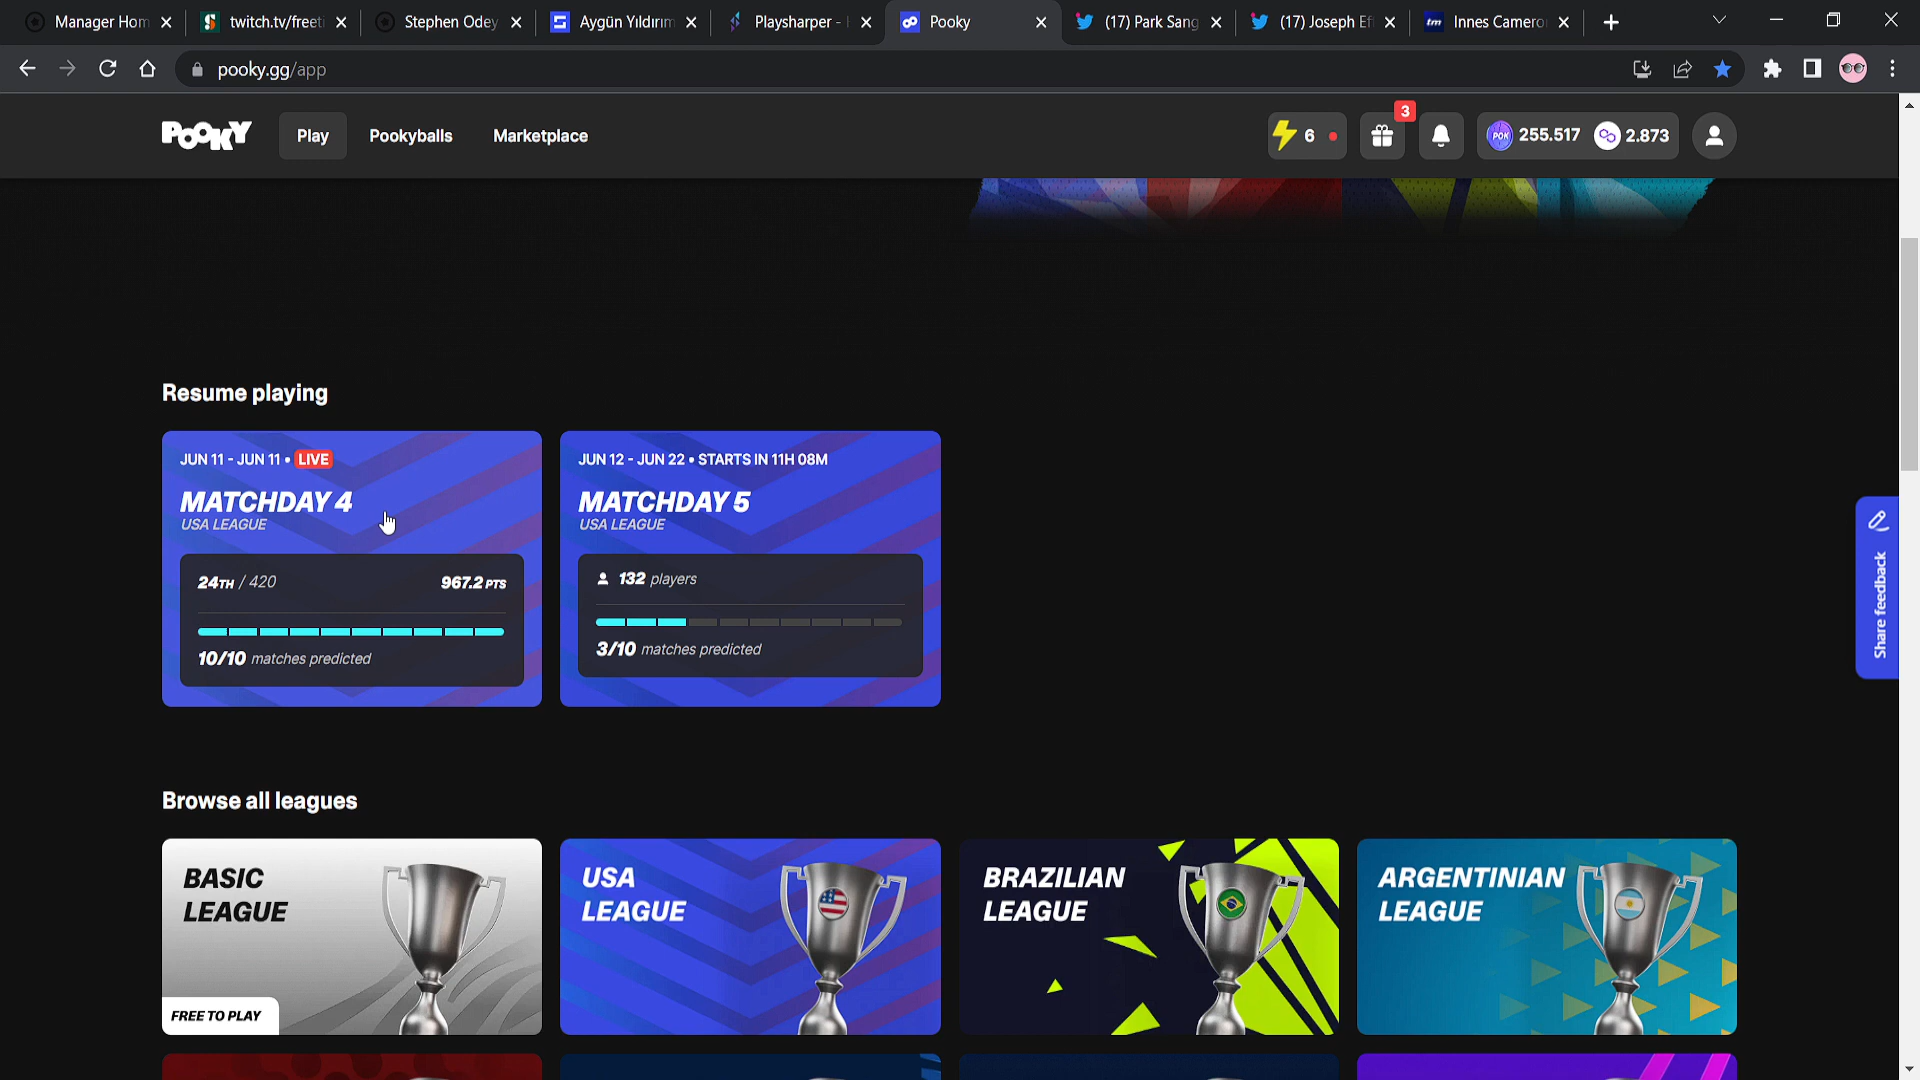 Manager Hom
twitch.tv/freeti
Stephen Odey
Aygün Yıldırım
Playsharper -
Pooky
(17) Park Sang
(17) Joseph Ef
tm Innes Camero
pooky.gg/app
POOKY
Play
Pookyballs
Marketplace
6
3
POK 255.517
2.873
Resume playing
JUN 11 - JUN 11 • LIVE
MATCHDAY 4
USA LEAGUE
24TH / 420
967.2 PTS
10/10 matches predicted
JUN 12 - JUN 22 • STARTS IN 11H 08M
MATCHDAY 5
USA LEAGUE
132 players
3/10 matches predicted
Share feedback
Browse all leagues
BASIC
LEAGUE
FREE TO PLAY
USA
LEAGUE
BRAZILIAN
LEAGUE
ARGENTINIAN
LEAGUE